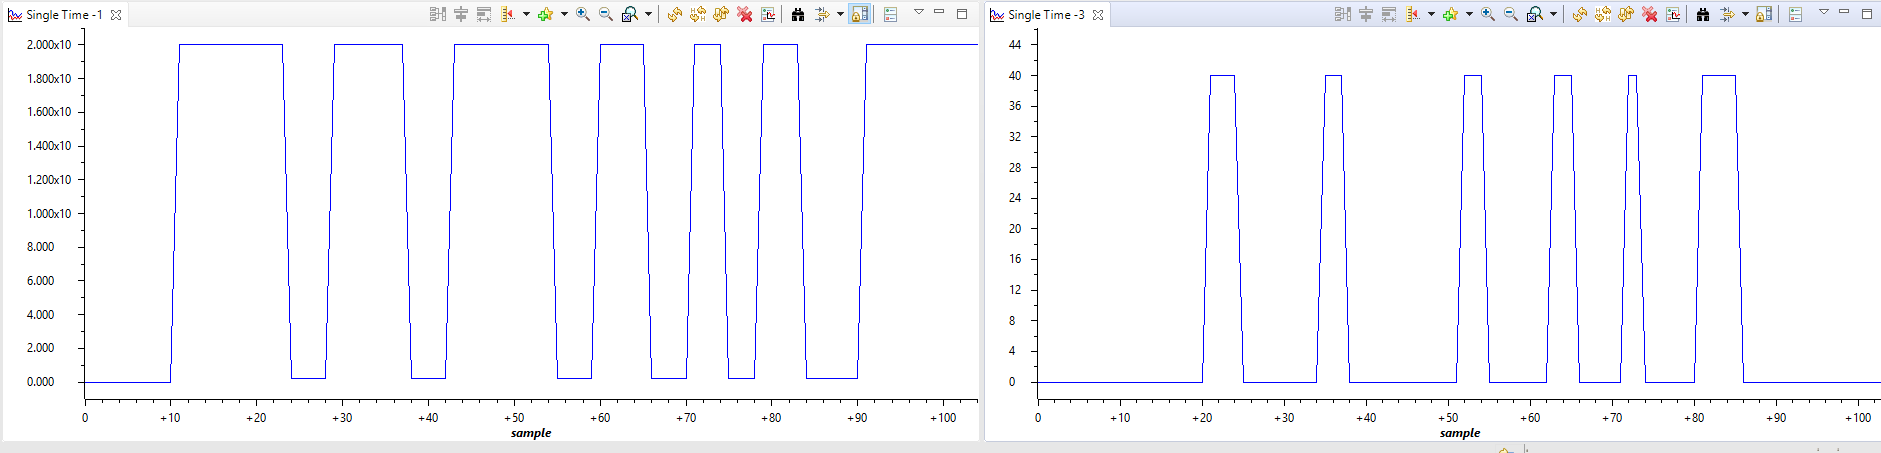 Single Time -1
2.000x10
1.800x10
1.600x10
1.400x10
1.200x10
1.000x10
8.000
6.000
4.000
2.000
0.000
0 +10 +20 +30 +40 +50 +60 +70 +80 +90 +100
sample
Single Time -3
44
40
36
32
28
24
20
16
12
8
4
0
0 +10 +20 +30 +40 +50 +60 +70 +80 +90 +100
sample